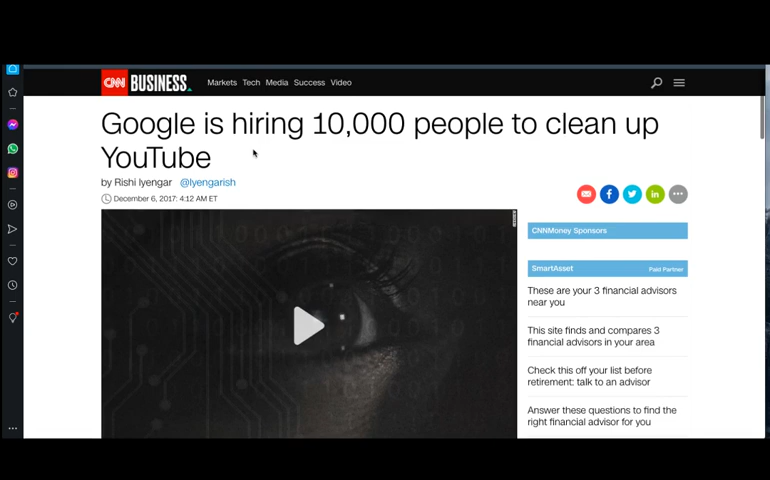 CNN BUSINESS
Markets Tech Media Success Video
Google is hiring 10,000 people to clean up
YouTube
by Rishi Iyengar @Iyengarish
December 6, 2017: 4:12 AM ET
in
CNNMoney Sponsors
SmartAsset Paid Partner
These are your 3 financial advisors
near you
This site finds and compares 3
financial advisors in your area
Check this off your list before
retirement: talk to an advisor
Answer these questions to find the
right financial advisor for you